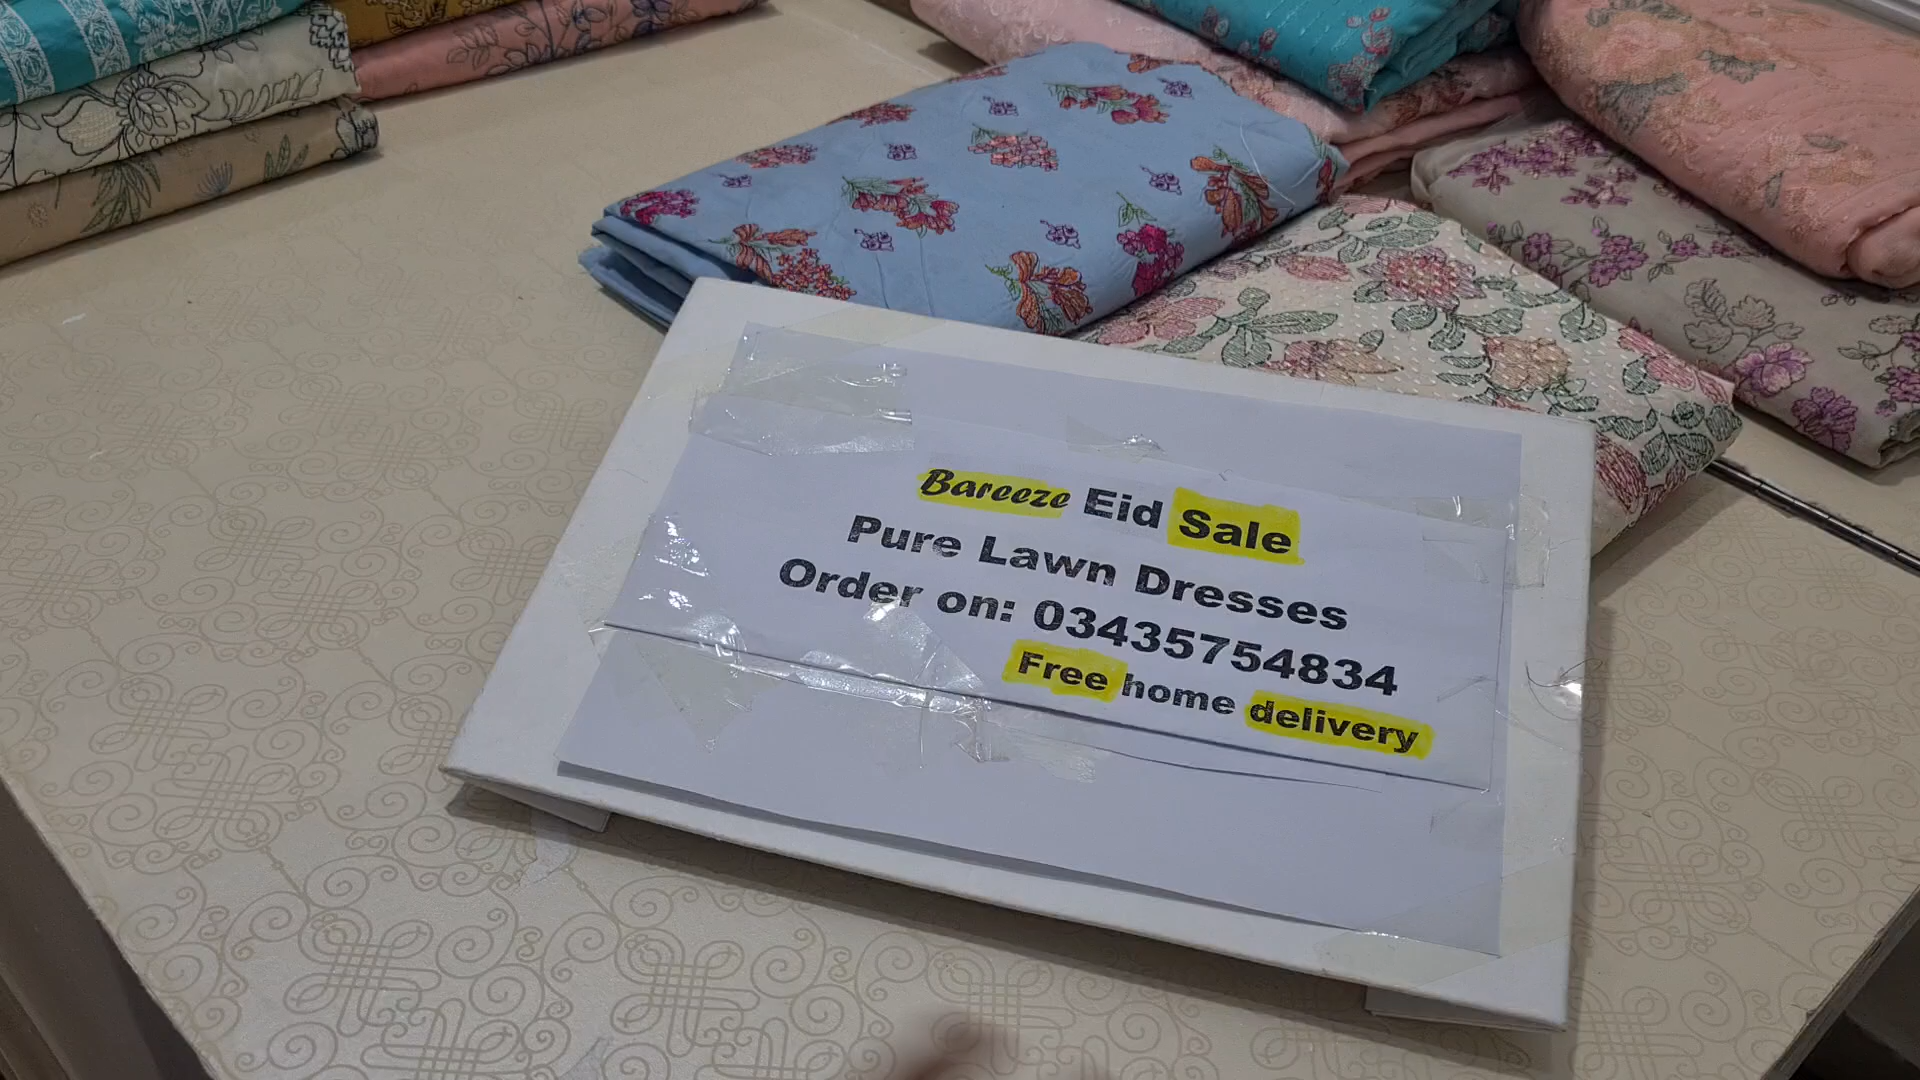 Bareeze Eid Sale
Pure Lawn Dresses
Order on: 03435754834
Free home delivery